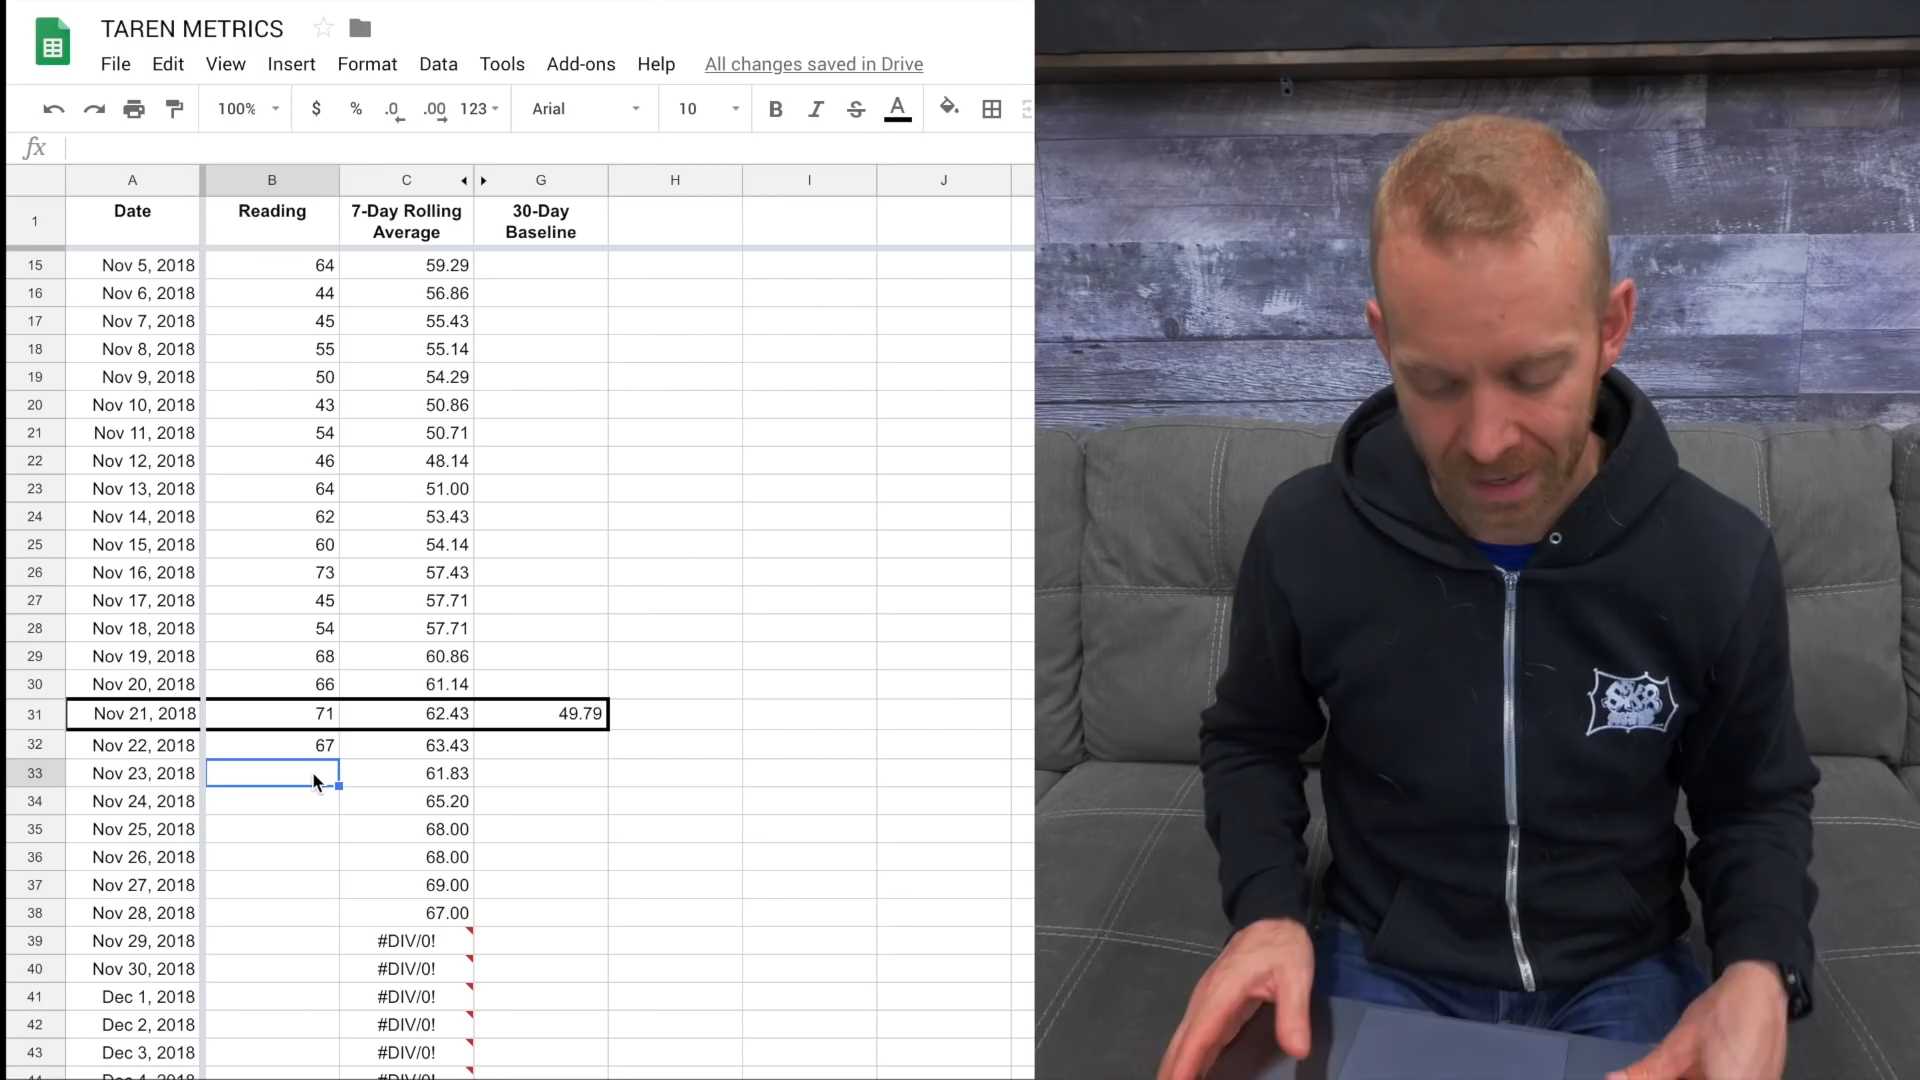 TAREN METRICS
File Edit View Insert Format Data Tools Add-ons Help All changes saved in Drive
100% $ % .0 .00 123 Arial 10 B I S A
fx
A B C G H I J
1 Date Reading 7-Day Rolling Average 30-Day Baseline
15 Nov 5, 2018 64 59.29
16 Nov 6, 2018 44 56.86
17 Nov 7, 2018 45 55.43
18 Nov 8, 2018 55 55.14
19 Nov 9, 2018 50 54.29
20 Nov 10, 2018 43 50.86
21 Nov 11, 2018 54 50.71
22 Nov 12, 2018 46 48.14
23 Nov 13, 2018 64 51.00
24 Nov 14, 2018 62 53.43
25 Nov 15, 2018 60 54.14
26 Nov 16, 2018 73 57.43
27 Nov 17, 2018 45 57.71
28 Nov 18, 2018 54 57.71
29 Nov 19, 2018 68 60.86
30 Nov 20, 2018 66 61.14
31 Nov 21, 2018 71 62.43 49.79
32 Nov 22, 2018 67 63.43
33 Nov 23, 2018 61.83
34 Nov 24, 2018 65.20
35 Nov 25, 2018 68.00
36 Nov 26, 2018 68.00
37 Nov 27, 2018 69.00
38 Nov 28, 2018 67.00
39 Nov 29, 2018 #DIV/0!
40 Nov 30, 2018 #DIV/0!
41 Dec 1, 2018 #DIV/0!
42 Dec 2, 2018 #DIV/0!
43 Dec 3, 2018 #DIV/0!
44 Dec 4, 2018 #DIV/0!
SK8